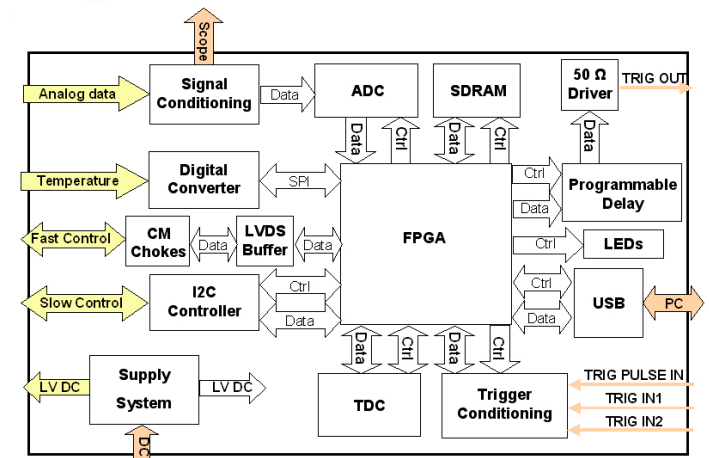 Scope
Analog data
Signal
Conditioning
Data
ADC
SDRAM
50 Ω
Driver
TRIG OUT
Data
Ctrl
Data
Ctrl
Data
Temperature
Digital
Converter
SPI
FPGA
Ctrl
Data
Programmable
Delay
Fast Control
CM
Chokes
Data
LVDS
Buffer
Data
Ctrl
LEDs
Slow Control
I2C
Controller
Ctrl
Data
Ctrl
Data
USB
PC
Data
Ctrl
Data
Ctrl
LV DC
Supply
System
LV DC
DC
TDC
Trigger
Conditioning
TRIG PULSE IN
TRIG IN1
TRIG IN2